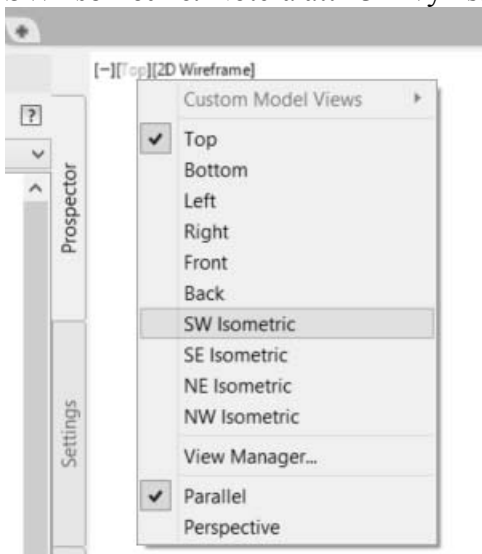 [−][Top][2D Wireframe]
Custom Model Views
Top
Bottom
Left
Right
Front
Back
SW Isometric
SE Isometric
NE Isometric
NW Isometric
View Manager...
Parallel
Perspective
?
Prospector
Settings